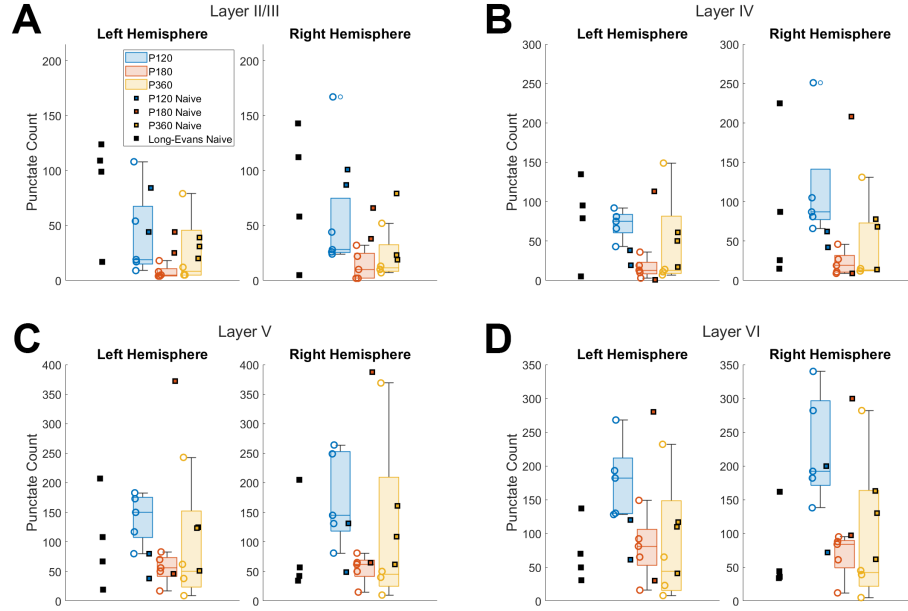 A
Layer II/III
Left Hemisphere
Right Hemisphere
Punctate Count
200
150
100
50
0
P120
P180
P360
P120 Naive
P180 Naive
P360 Naive
Long-Evans Naive
200
150
100
50
0
B
Layer IV
Left Hemisphere
Right Hemisphere
Punctate Count
300
250
200
150
100
50
0
300
250
200
150
100
50
0
C
Layer V
Left Hemisphere
Right Hemisphere
Punctate Count
400
350
300
250
200
150
100
50
0
400
350
300
250
200
150
100
50
0
D
Layer VI
Left Hemisphere
Right Hemisphere
Punctate Count
350
300
250
200
150
100
50
0
350
300
250
200
150
100
50
0